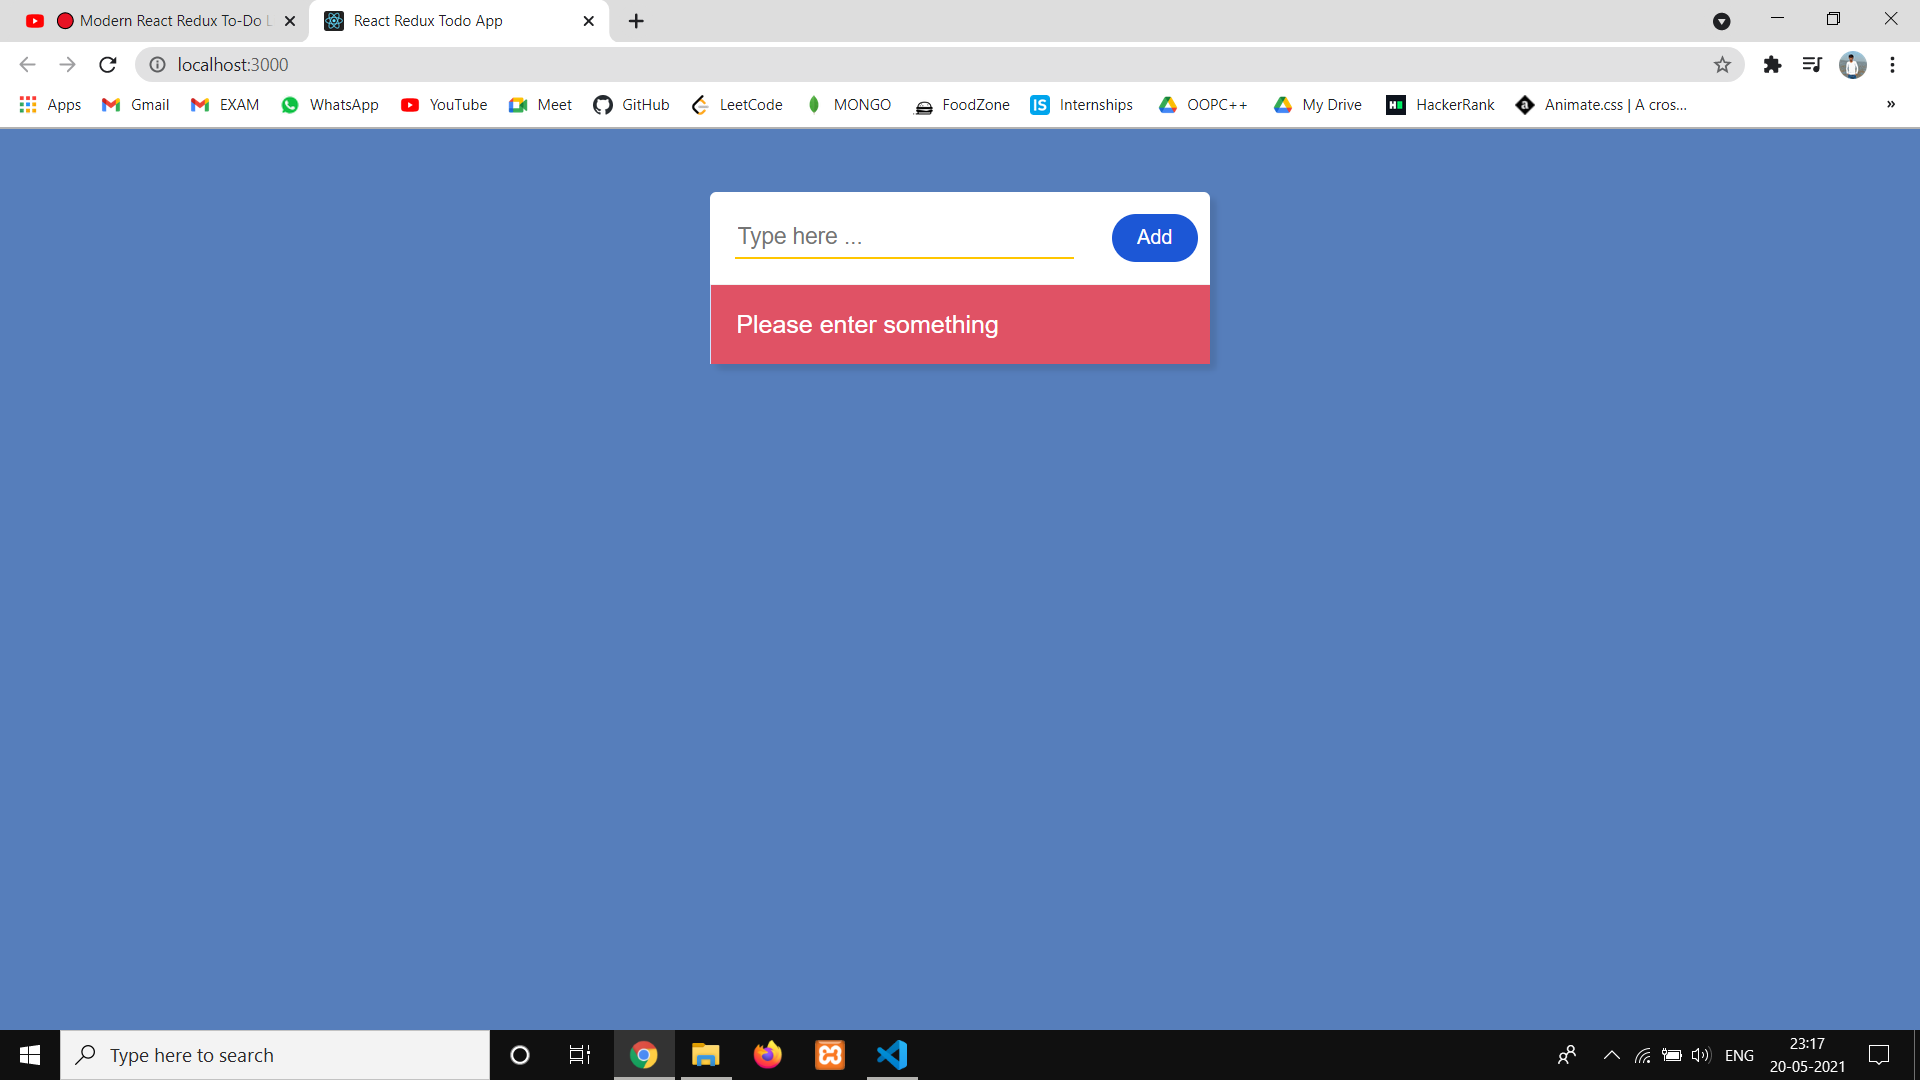 Modern React Redux To-Do L
React Redux Todo App
localhost:3000
Apps
Gmail
EXAM
WhatsApp
YouTube
Meet
GitHub
LeetCode
MONGO
FoodZone
IS
Internships
OOPC++
My Drive
HackerRank
Animate.css | A cros...
»
Type here ...
Add
Please enter something
Type here to search
ENG
23:17
20-05-2021